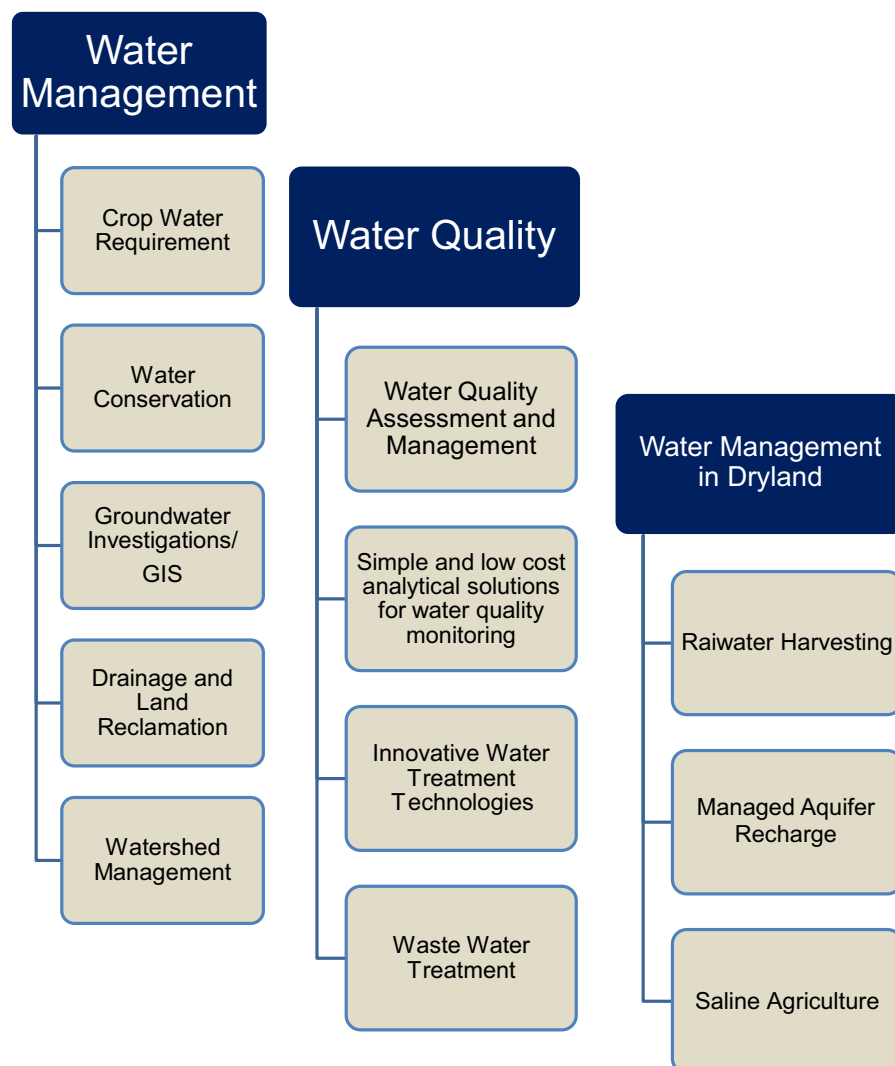 Water
Management
Crop Water
Requirement
Water
Conservation
Groundwater
Investigations/
GIS
Drainage and
Land
Reclamation
Watershed
Management
Water Quality
Water Quality
Assessment and
Management
Simple and low cost
analytical solutions
for water quality
monitoring
Innovative Water
Treatment
Technologies
Waste Water
Treatment
Water Management
in Dryland
Raiwater Harvesting
Managed Aquifer
Recharge
Saline Agriculture